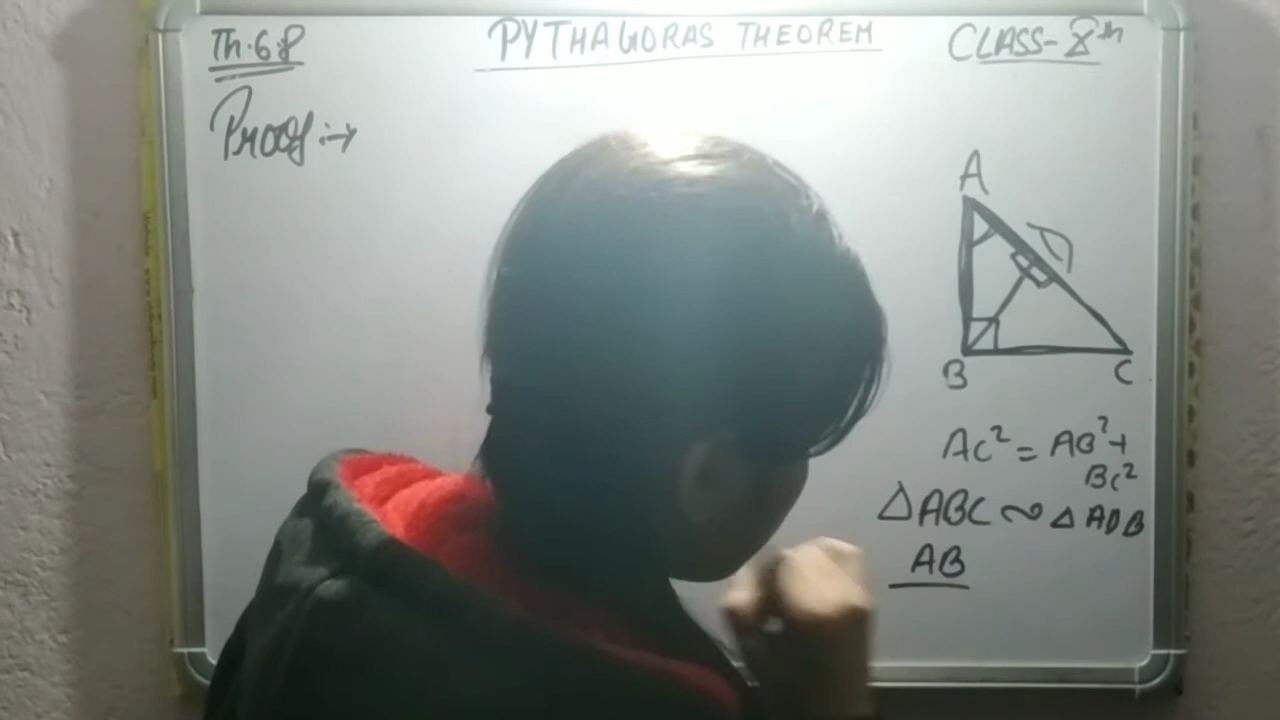 Th.6.8
PYTHAGORAS THEOREM
CLASS-8th
Proof:→
A
D
B
C
AC² = AB² +
BC²
△ABC ~ △ADB
AB